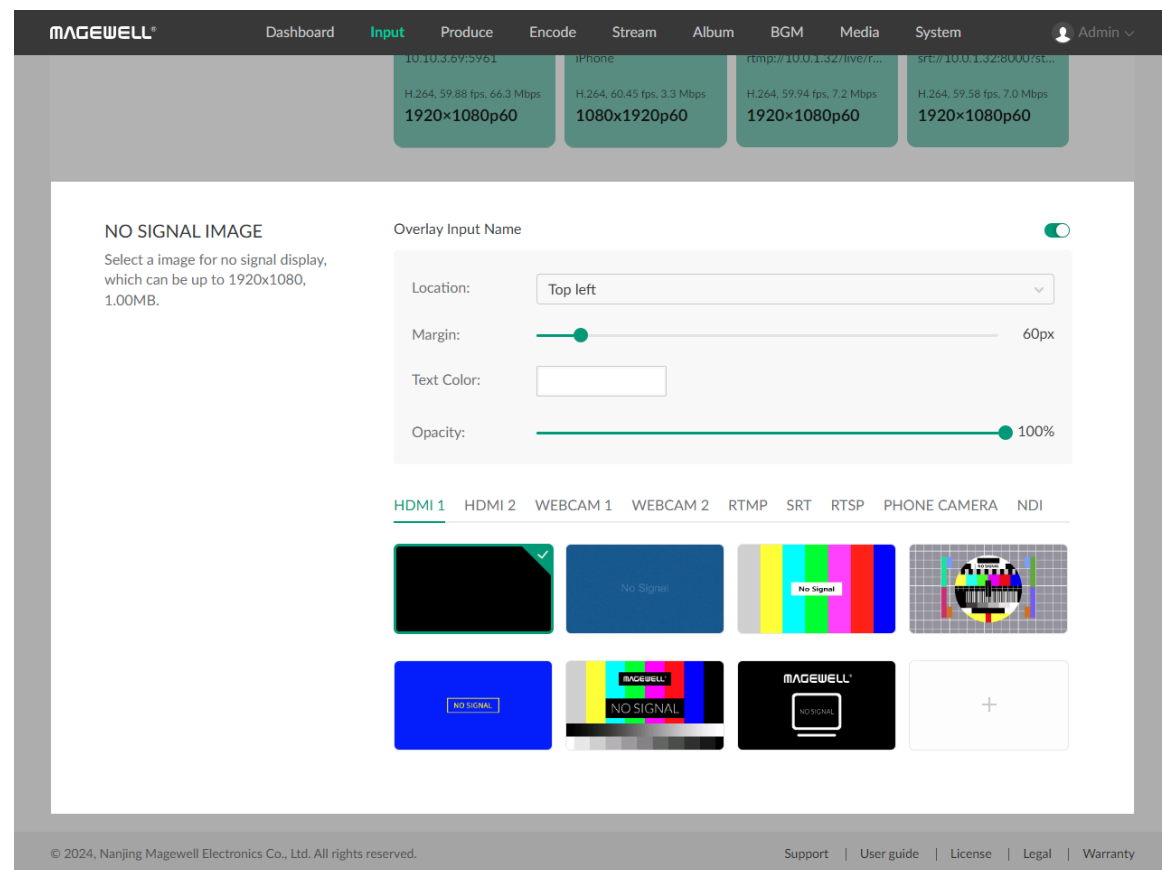 MAGEWELL®
Dashboard Input Produce Encode Stream Album BGM Media System Admin
10.10.3.69:5961 iPhone rtmp://10.0.1.32/live/r... srt://10.0.1.32:8000?st...
H.264, 59.88 fps, 66.3 Mbps H.264, 60.45 fps, 3.3 Mbps H.264, 59.94 fps, 7.2 Mbps H.264, 59.58 fps, 7.0 Mbps
1920×1080p60 1080x1920p60 1920×1080p60 1920×1080p60
NO SIGNAL IMAGE
Select a image for no signal display,
which can be up to 1920x1080,
1.00MB.
Overlay Input Name
Location: Top left
Margin: 60px
Text Color:
Opacity: 100%
HDMI 1 HDMI 2 WEBCAM 1 WEBCAM 2 RTMP SRT RTSP PHONE CAMERA NDI
No Signal No Signal NO SIGNAL
NO SIGNAL
MAGEWELL®
NO SIGNAL
MAGEWELL®
NO SIGNAL
© 2024, Nanjing Magewell Electronics Co., Ltd. All rights reserved.
Support | User guide | License | Legal | Warranty